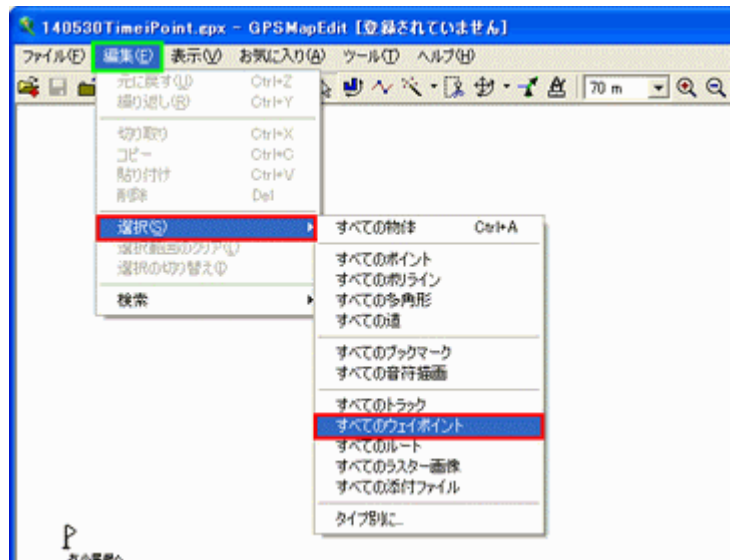 140530TimeiPoint.gpx - GPSMapEdit [登録されていません]
ファイル(F) 編集(E) 表示(V) お気に入り(A) ツール(T) ヘルプ(H)
70 m
元に戻す(U) Ctrl+Z
繰り返し(R) Ctrl+Y
切り取り Ctrl+X
コピー Ctrl+C
貼り付け Ctrl+V
削除 Del
選択(S)
選択範囲のクリア(L)
選択の切り替え(I)
検索
すべての物体 Ctrl+A
すべてのポイント
すべてのポリライン
すべての多角形
すべての道
すべてのブックマーク
すべての音符描画
すべてのトラック
すべてのウェイポイント
すべてのルート
すべてのラスター画像
すべての添付ファイル
タイプ別に...